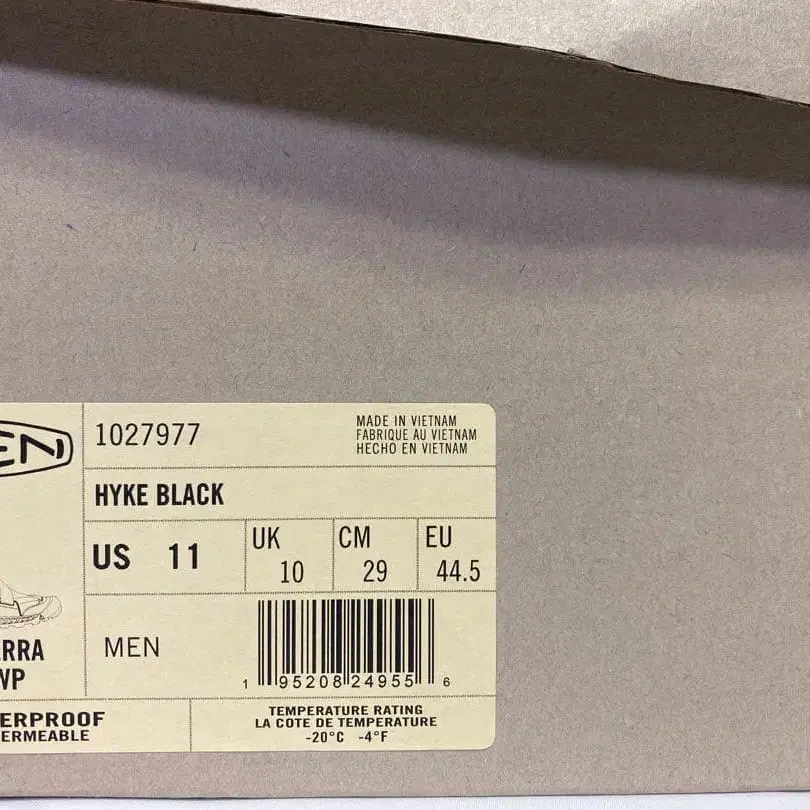 EN
1027977
MADE IN VIETNAM
FABRIQUE AU VIETNAM
HECHO EN VIETNAM
HYKE BLACK
US 11
UK 10
CM 29
EU 44.5
RRA
WP
MEN
1 95208 24955 6
ERPROOF
ERMEABLE
TEMPERATURE RATING
LA COTE DE TEMPERATURE
-20°C -4°F